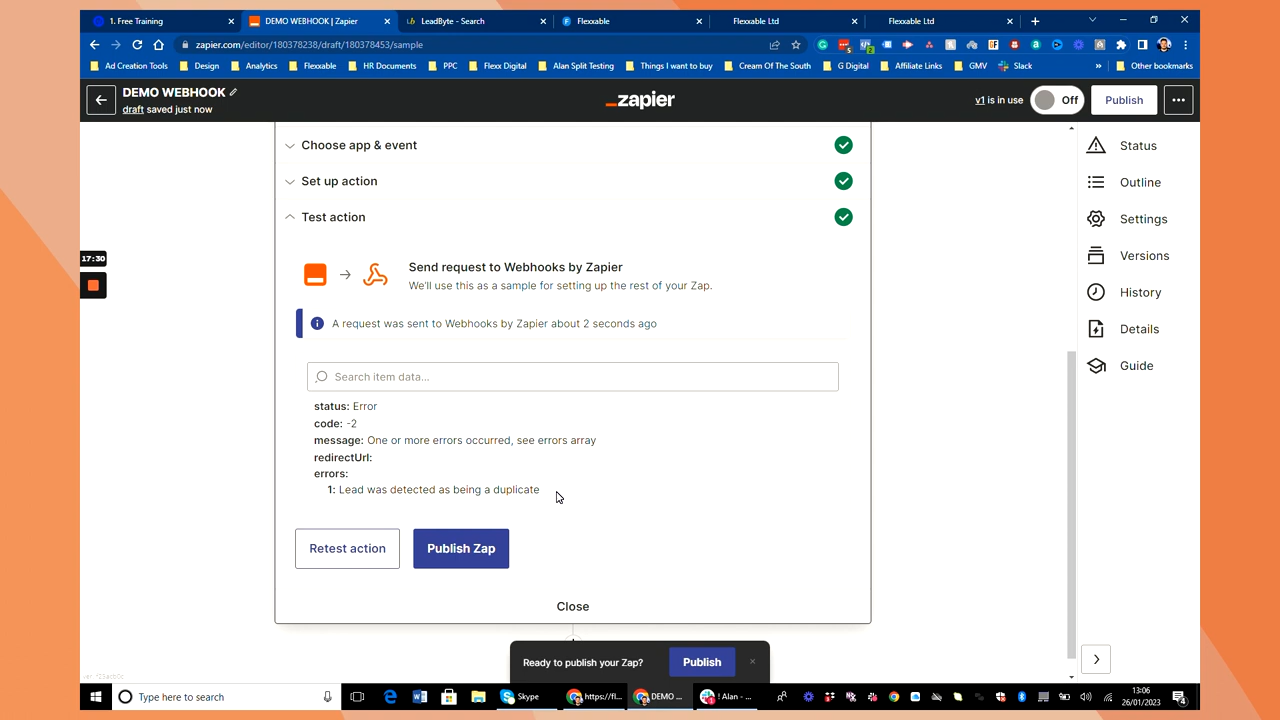 1. Free Training
DEMO WEBHOOK | Zapier
LeadByte - Search
Flexxable
Flexxable Ltd
Flexxable Ltd
zapier.com/editor/180378238/draft/180378453/sample
Ad Creation Tools
Design
Analytics
Flexxable
HR Documents
PPC
Flexx Digital
Alan Split Testing
Things I want to buy
Cream Of The South
G Digital
Affiliate Links
GMV
Slack
»
Other bookmarks
DEMO WEBHOOK
draft saved just now
zapier
v1 is in use
Off
Publish
Choose app & event
Set up action
Test action
Send request to Webhooks by Zapier
We'll use this as a sample for setting up the rest of your Zap.
A request was sent to Webhooks by Zapier about 2 seconds ago
Search item data...
status: Error
code: -2
message: One or more errors occurred, see errors array
redirectUrl:
errors:
1: Lead was detected as being a duplicate
Retest action
Publish Zap
Close
Ready to publish your Zap?
Publish
Status
Outline
Settings
Versions
History
Details
Guide
17:30
Type here to search
Skype
https://fl...
DEMO ...
! Alan - ...
13:06
26/01/2023
4